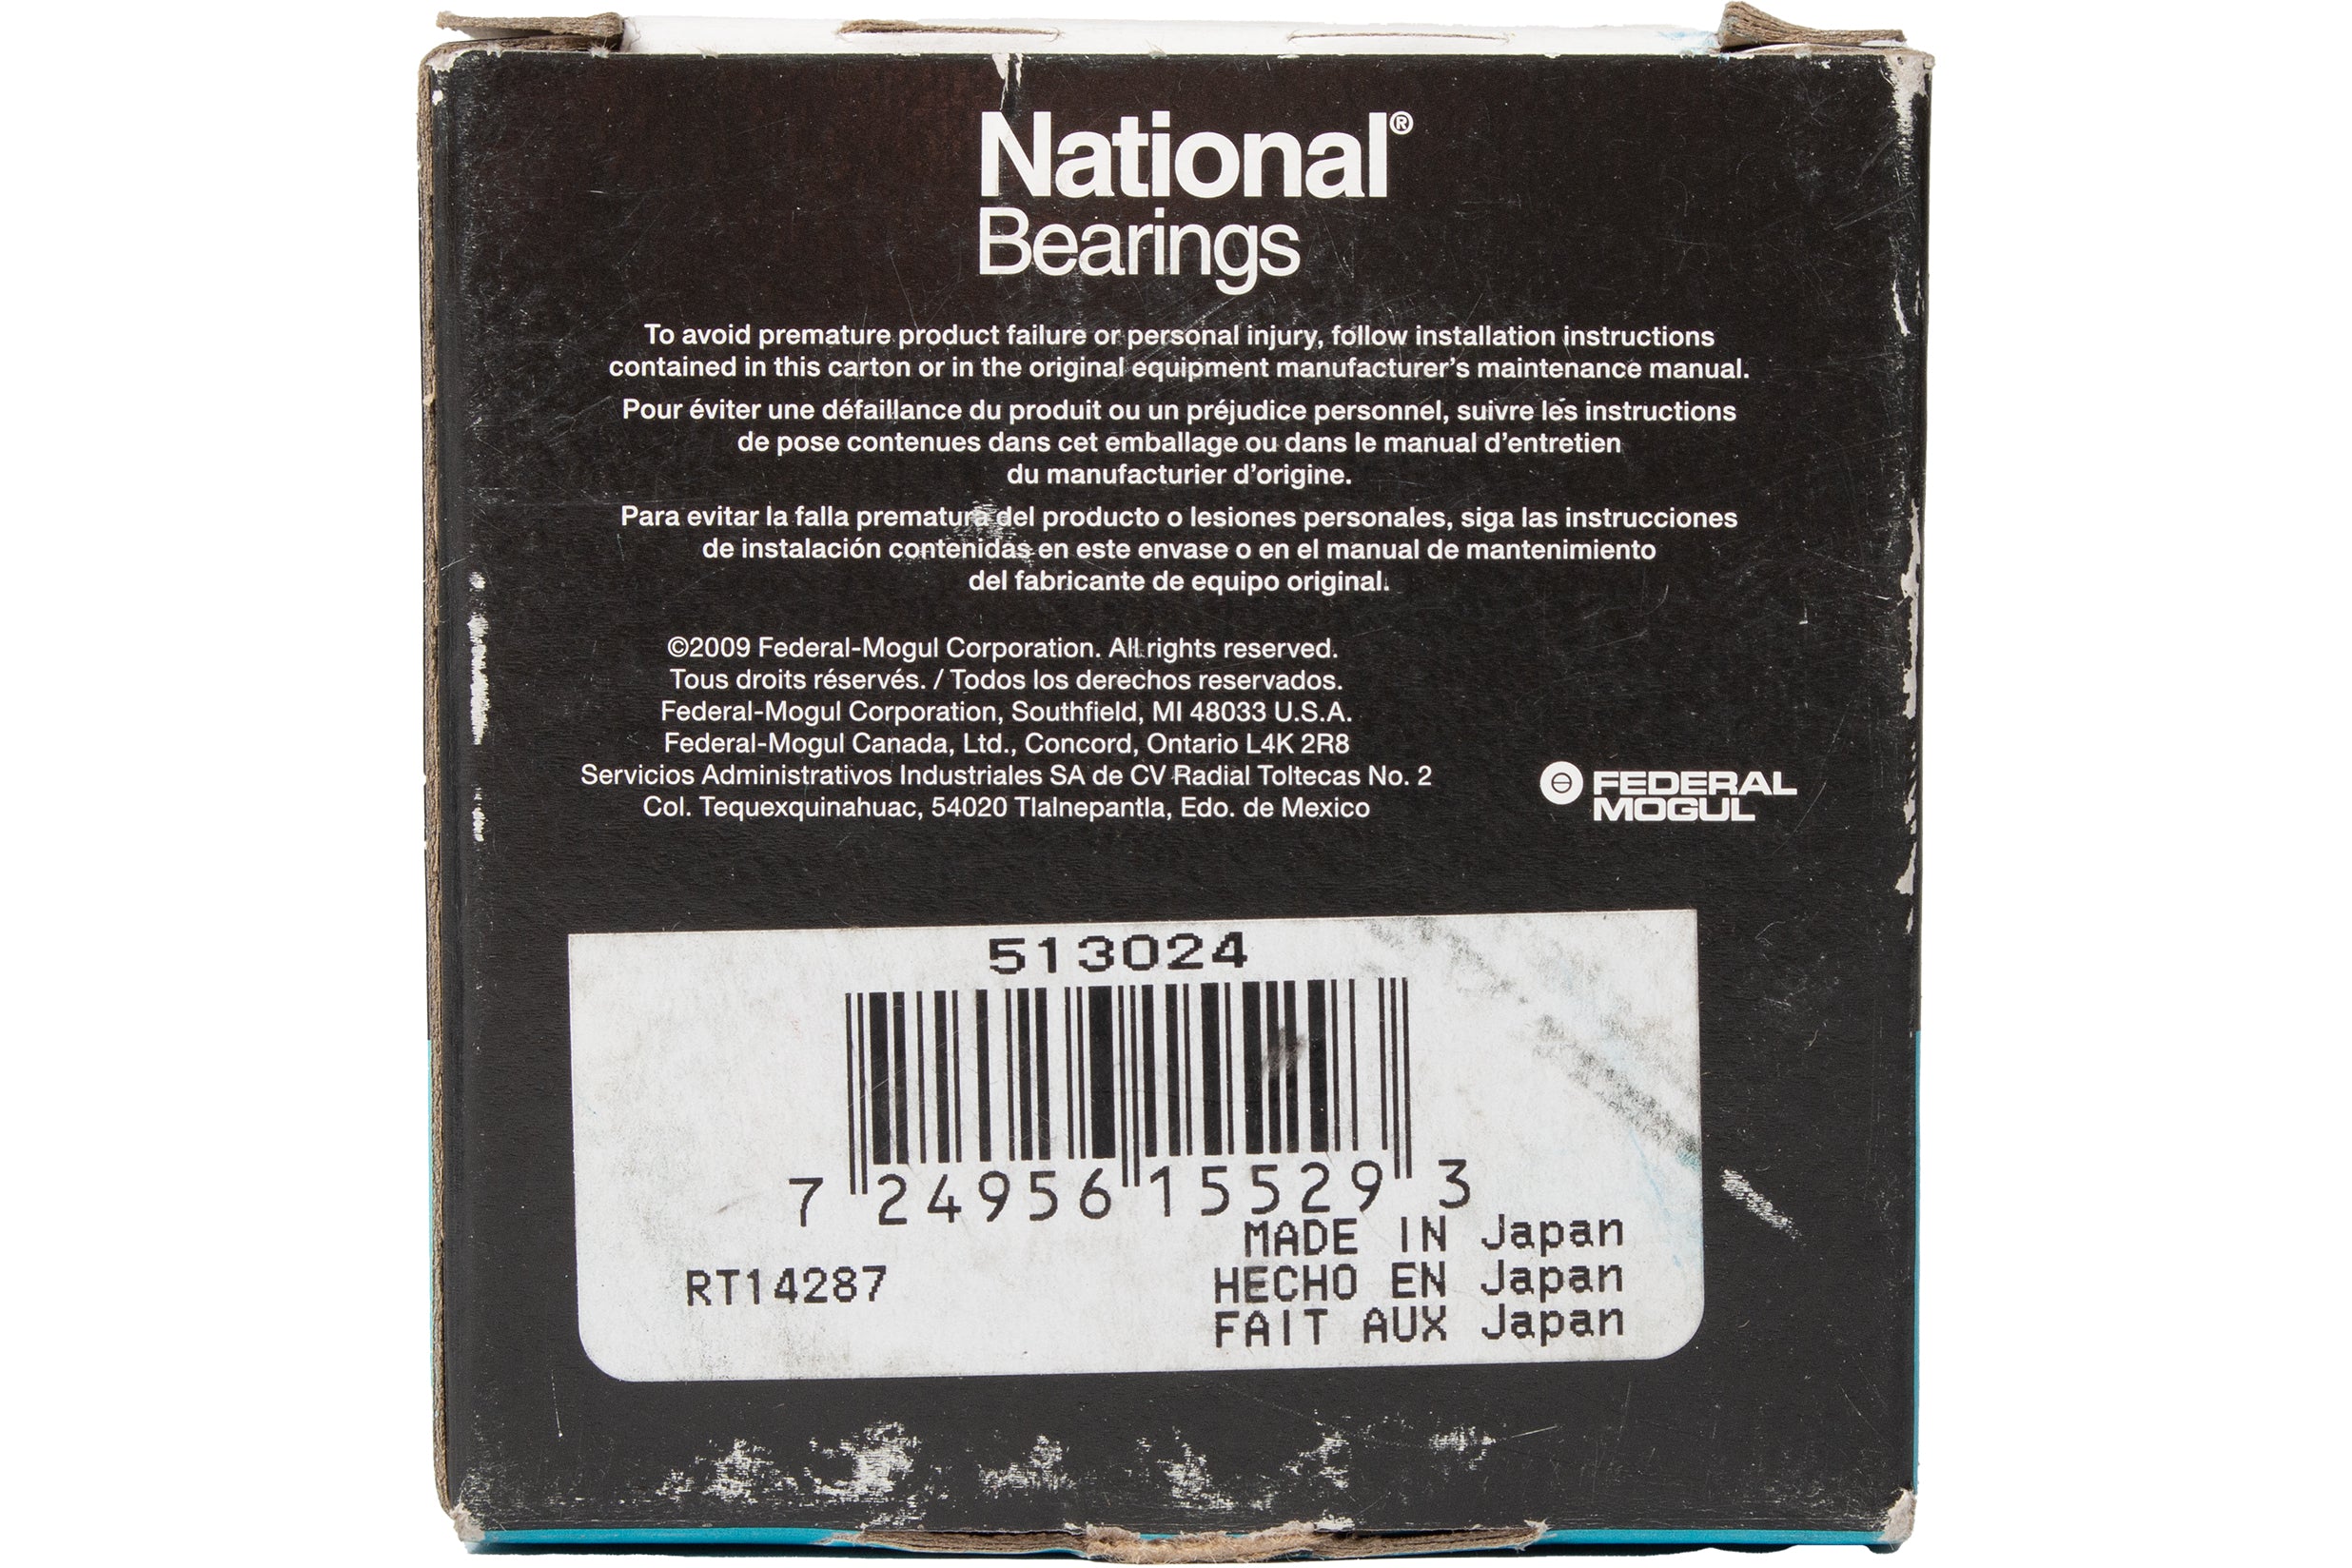 National®
Bearings
To avoid premature product failure or personal injury, follow installation instructions
contained in this carton or in the original equipment manufacturer's maintenance manual.
Pour éviter une défaillance du produit ou un préjudice personnel, suivre les instructions
de pose contenues dans cet emballage ou dans le manual d'entretien
du manufacturier d'origine.
Para evitar la falla prematura del producto o lesiones personales, siga las instrucciones
de instalación contenidas en este envase o en el manual de mantenimiento
del fabricante de equipo original.
©2009 Federal-Mogul Corporation. All rights reserved.
Tous droits réservés. / Todos los derechos reservados.
Federal-Mogul Corporation, Southfield, MI 48033 U.S.A.
Federal-Mogul Canada, Ltd., Concord, Ontario L4K 2R8
Servicios Administrativos Industriales SA de CV Radial Toltecas No. 2
Col. Tequexquinahuac, 54020 Tlalnepantla, Edo. de Mexico
FEDERAL
MOGUL
513024
7 24956 15529 3
MADE IN Japan
RT14287
HECHO EN Japan
FAIT AUX Japan